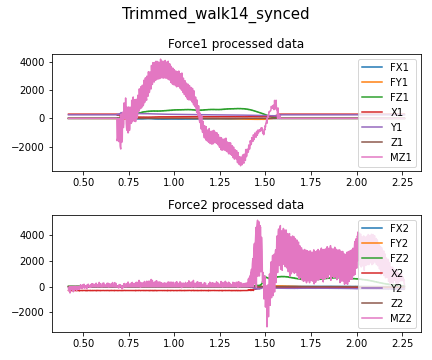 Trimmed_walk14_synced
Force1 processed data
4000
2000
0
−2000
FX1
FY1
FZ1
X1
Y1
Z1
MZ1
0.50
0.75
1.00
1.25
1.50
1.75
2.00
2.25
Force2 processed data
4000
2000
0
−2000
FX2
FY2
FZ2
X2
Y2
Z2
MZ2
0.50
0.75
1.00
1.25
1.50
1.75
2.00
2.25